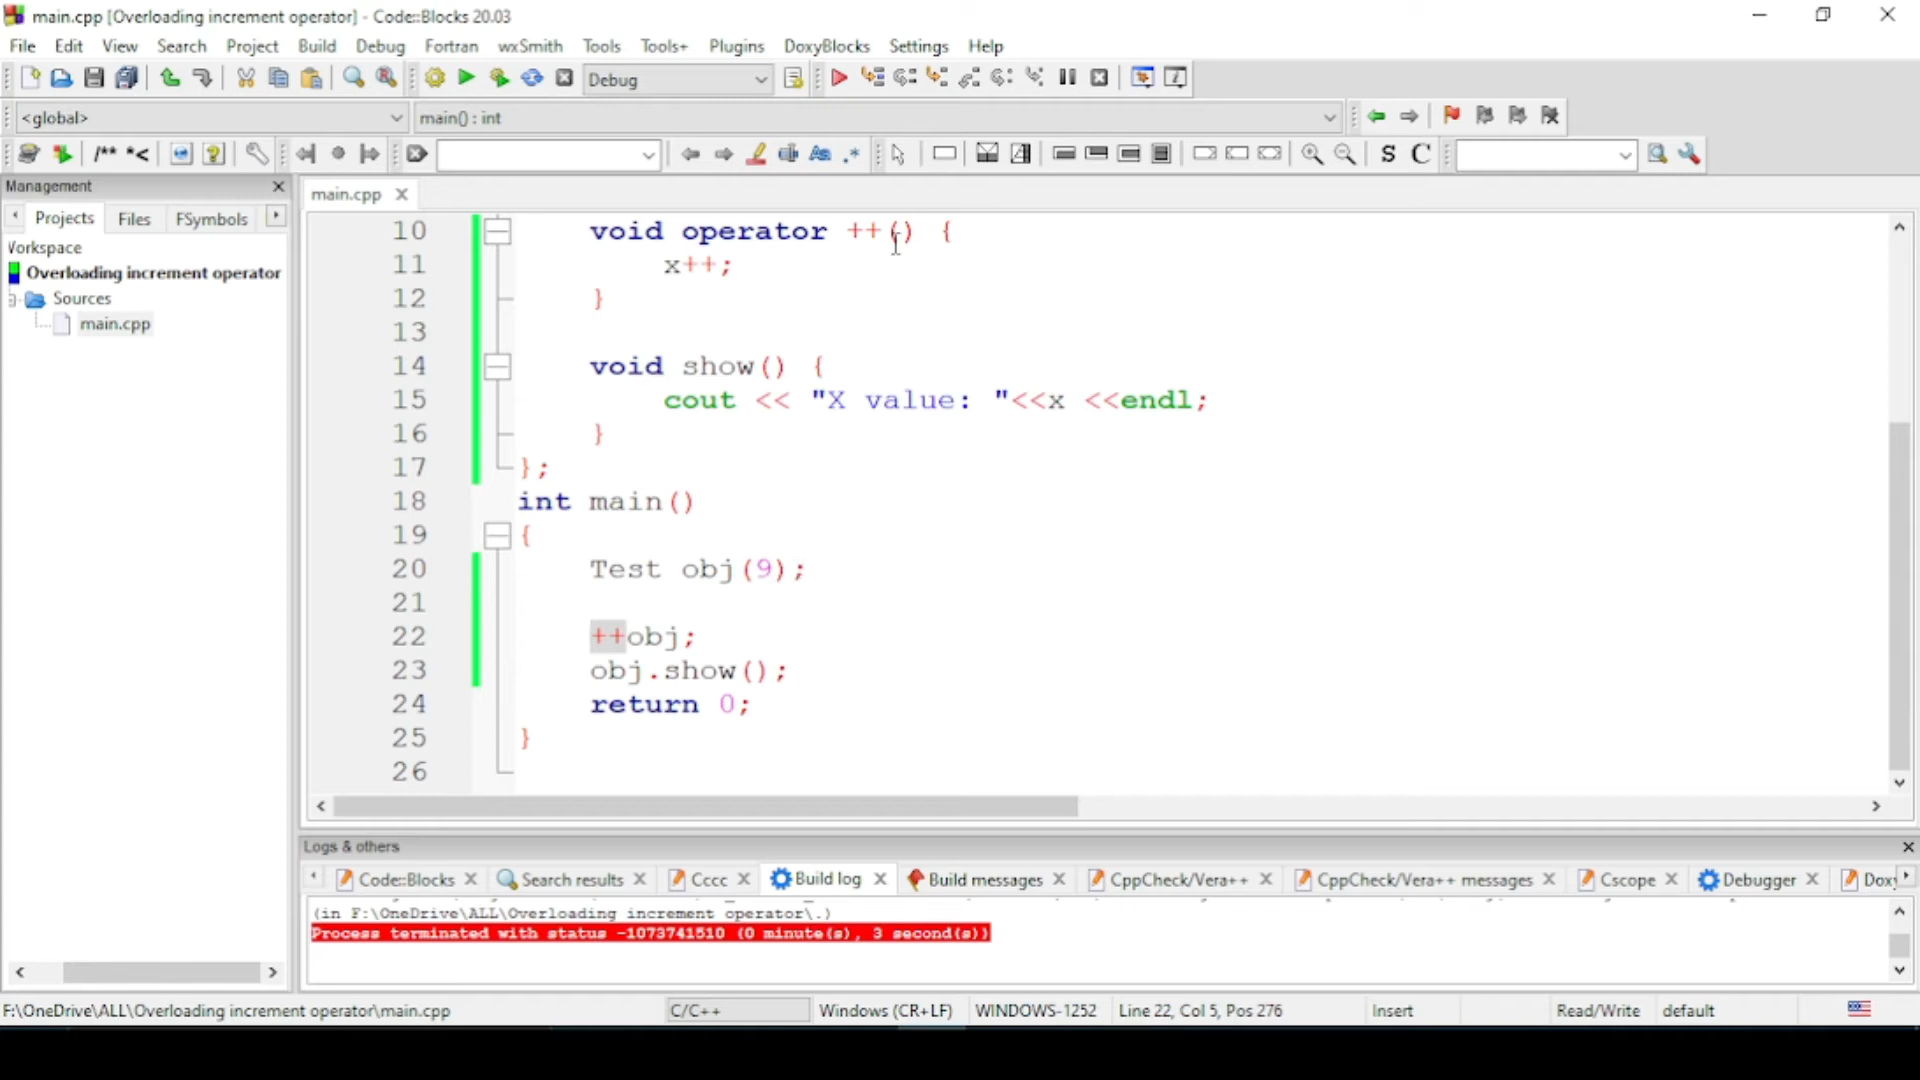 main.cpp [Overloading increment operator] - Code::Blocks 20.03
File Edit View Search Project Build Debug Fortran wxSmith Tools Tools+ Plugins DoxyBlocks Settings Help
Debug
<global> main() : int
/** *< Aa .* S C
Management
main.cpp
Projects Files FSymbols
Overloading increment operator
Sources
main.cpp
10 void operator ++() {
11 x++;
12 }
13
14 void show() {
15 cout << "X value: "<<x <<endl;
16 }
17 };
18 int main()
19 {
20 Test obj(9);
21
22 ++obj;
23 obj.show();
24 return 0;
25 }
26
Logs & others
Code::Blocks Search results Cccc Build log Build messages CppCheck/Vera++ CppCheck/Vera++ messages Cscope Debugger
(in F:\OneDrive\ALL\Overloading increment operator\.)
Process terminated with status -1073741510 (0 minute(s), 3 second(s))
F:\OneDrive\ALL\Overloading increment operator\main.cpp C/C++ Windows (CR+LF) WINDOWS-1252 Line 22, Col 5, Pos 276 Insert Read/Write default